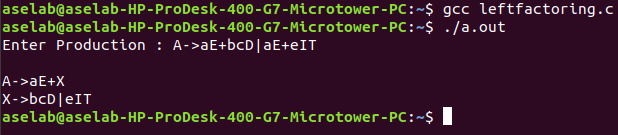 aselab@aselab-HP-ProDesk-400-G7-Microtower-PC:~$ gcc leftfactoring.c
aselab@aselab-HP-ProDesk-400-G7-Microtower-PC:~$ ./a.out
Enter Production : A->aE+bcD|aE+eIT
A->aE+X
X->bcD|eIT
aselab@aselab-HP-ProDesk-400-G7-Microtower-PC:~$